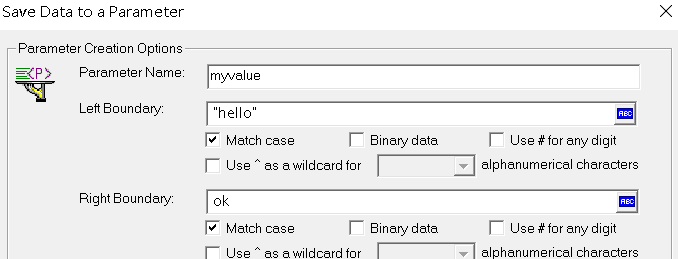 Save Data to a Parameter
Parameter Creation Options
<P>
Parameter Name: myvalue
Left Boundary: "hello" ABC
Match case Binary data Use # for any digit
Use ^ as a wildcard for alphanumerical characters
Right Boundary: ok ABC
Match case Binary data Use # for any digit
Use ^ as a wildcard for alphanumerical characters